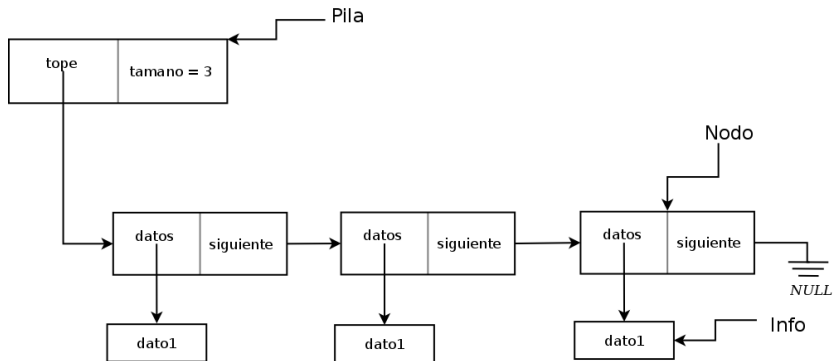 Pila
tope
tamano = 3
Nodo
datos
siguiente
datos
siguiente
datos
siguiente
NULL
dato1
dato1
dato1
Info